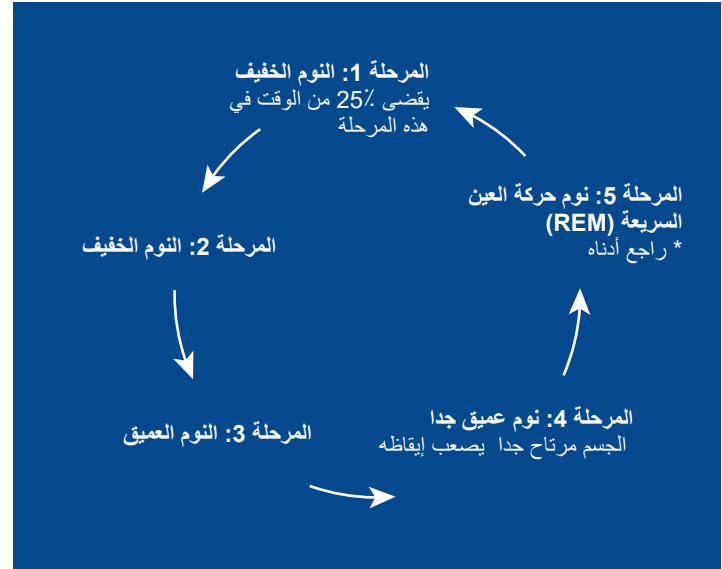 المرحلة 1: النوم الخفيف
يقضى 25٪ من الوقت في
هذه المرحلة
المرحلة 2: النوم الخفيف
المرحلة 3: النوم العميق
المرحلة 4: نوم عميق جدا
الجسم مرتاح جدا يصعب إيقاظه
المرحلة 5: نوم حركة العين
السريعة (REM)
* راجع أدناه